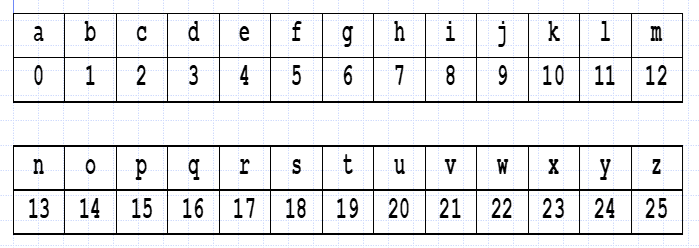 a b c d e f g h i j k l m
0 1 2 3 4 5 6 7 8 9 10 11 12
n o p q r s t u v w x y z
13 14 15 16 17 18 19 20 21 22 23 24 25